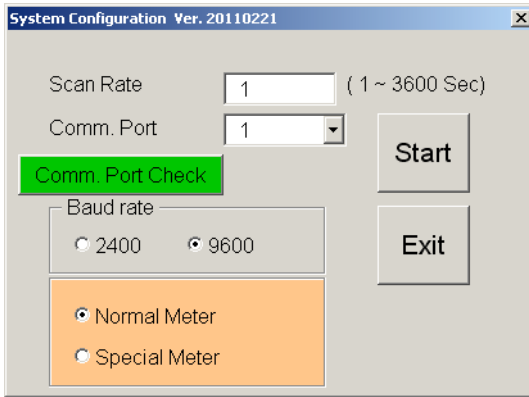 System Configuration Ver. 20110221
Scan Rate 1 ( 1 ~ 3600 Sec)
Comm. Port 1
Start
Comm. Port Check
Baud rate
2400 9600
Exit
Normal Meter
Special Meter